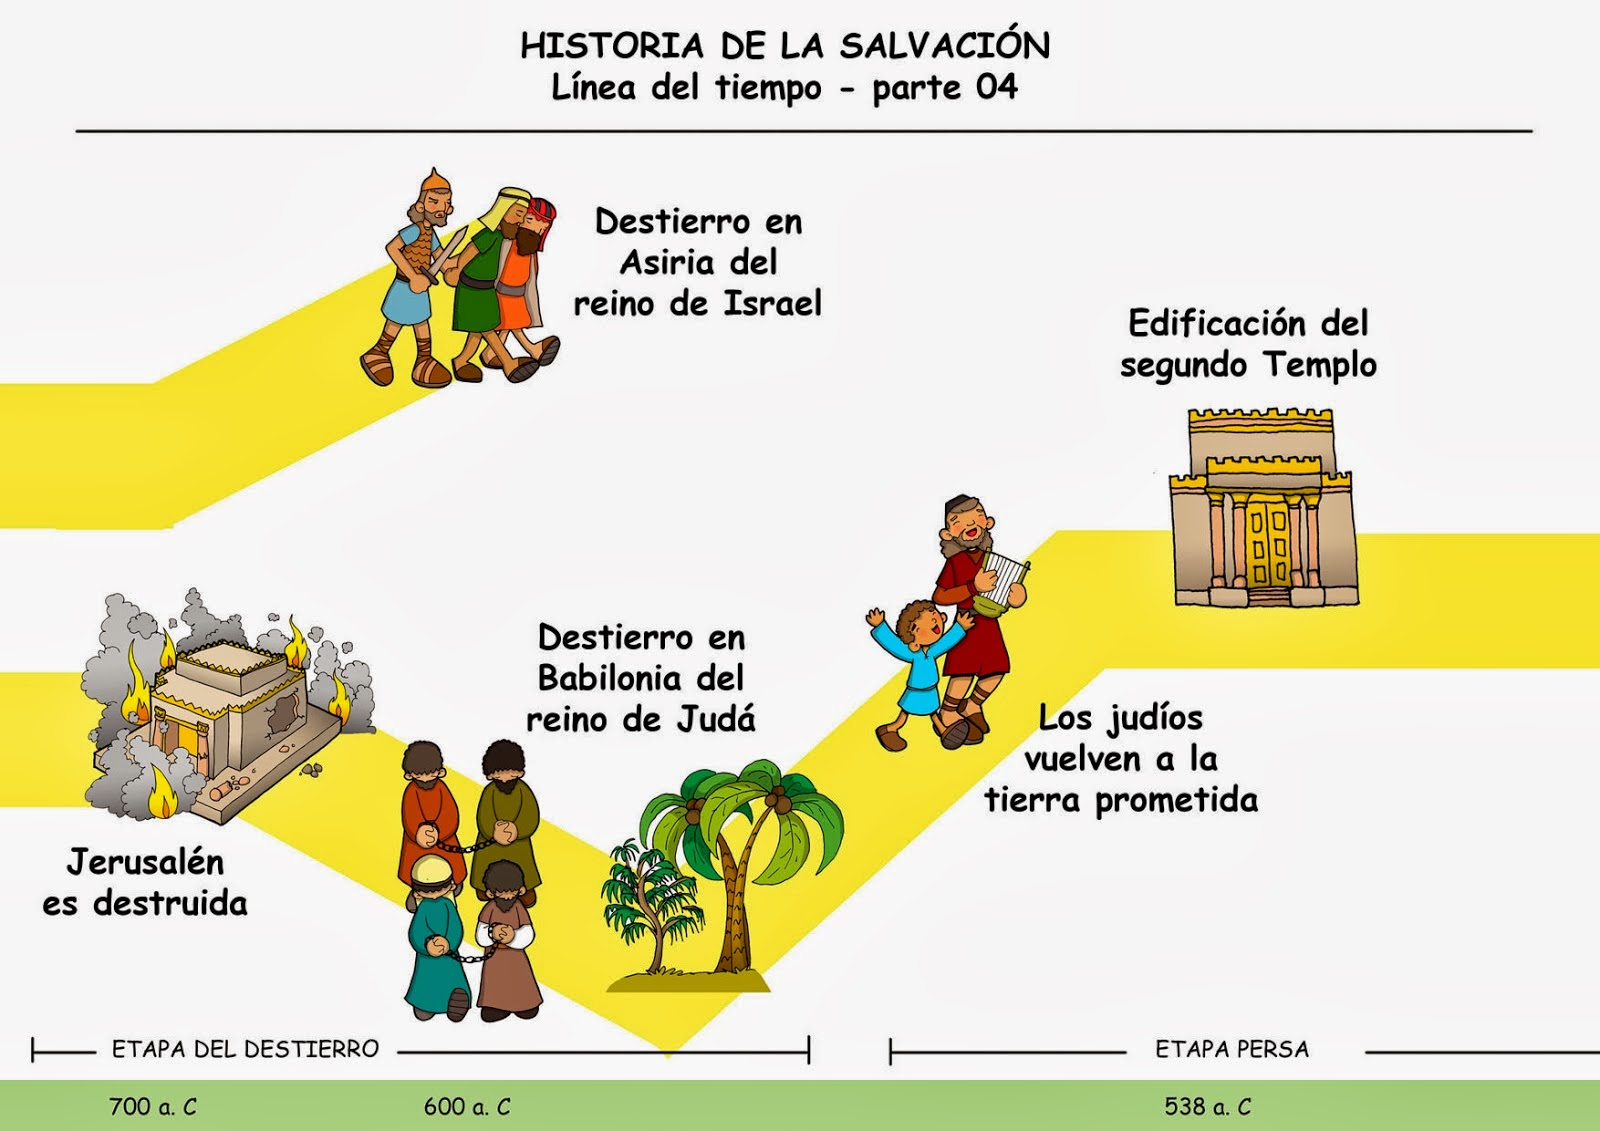 HISTORIA DE LA SALVACIÓN
Línea del tiempo - parte 04
Destierro en
Asiria del
reino de Israel
Edificación del
segundo Templo
Destierro en
Babilonia del
reino de Judá
Los judíos
vuelven a la
tierra prometida
Jerusalén
es destruida
ETAPA DEL DESTIERRO
ETAPA PERSA
700 a. C
600 a. C
538 a. C